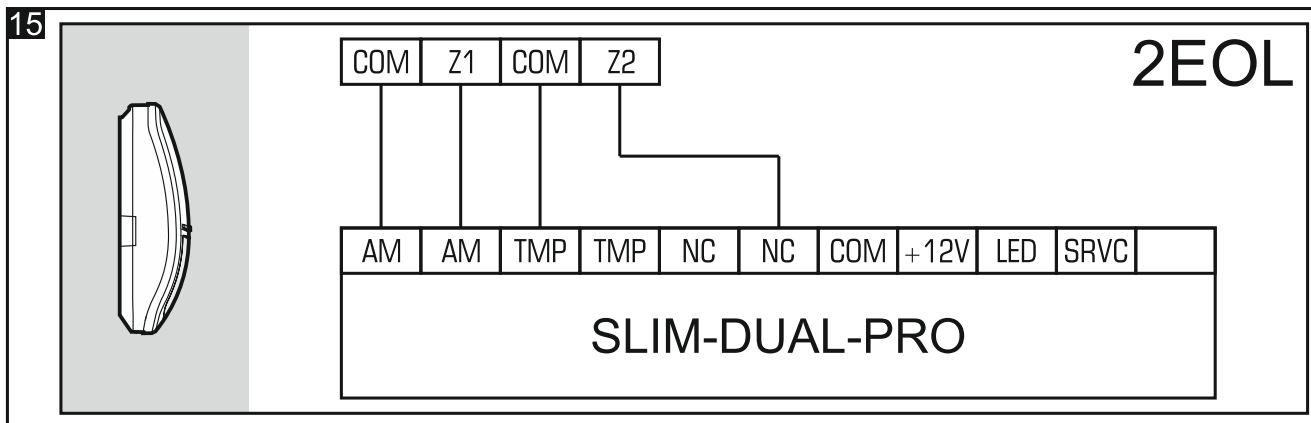 15
2EOL
COM Z1 COM Z2
AM AM TMP TMP NC NC COM +12V LED SRVC
SLIM-DUAL-PRO